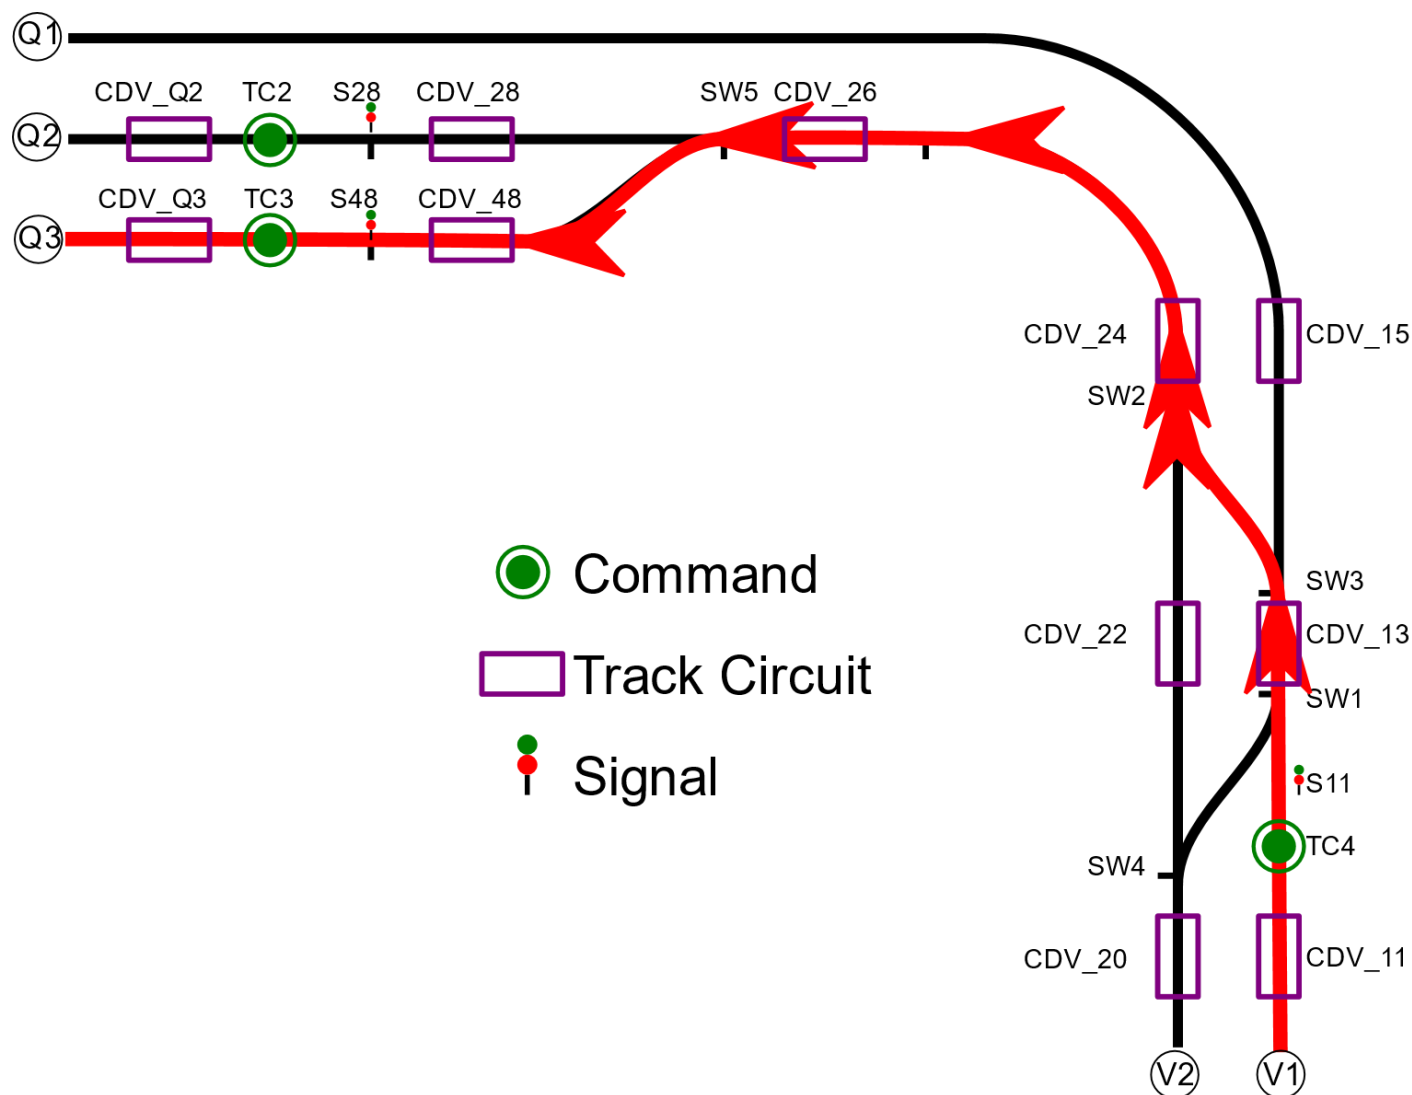 Q1
CDV_Q2 TC2 S28 CDV_28 SW5 CDV_26
Q2
CDV_Q3 TC3 S48 CDV_48
Q3
CDV_24 CDV_15
SW2
Command
SW3
CDV_22 CDV_13
Track Circuit
SW1
Signal
S11
TC4
SW4
CDV_20 CDV_11
V2 V1